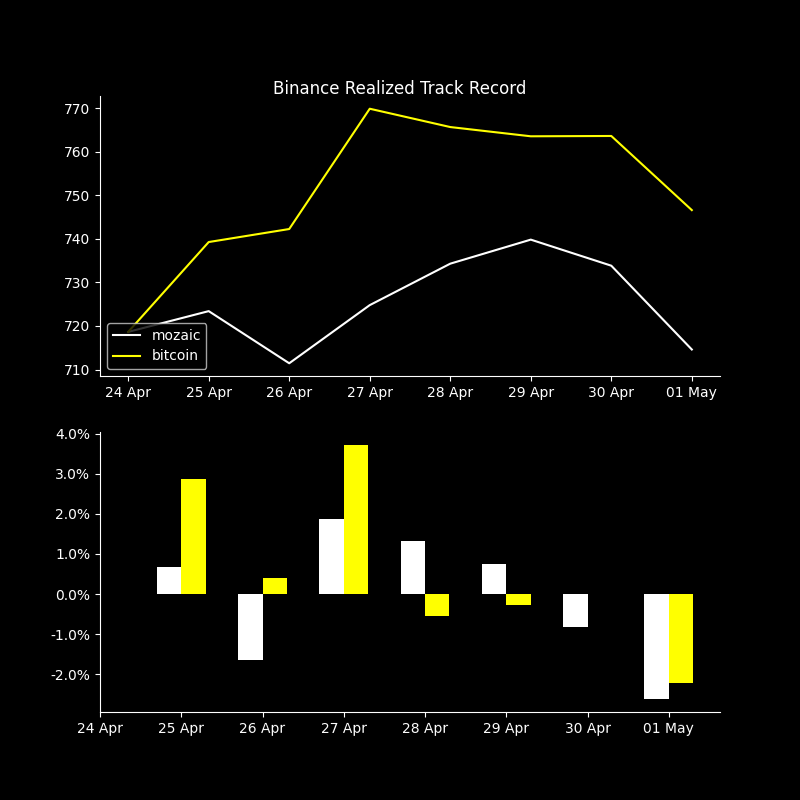 Binance Realized Track Record
770
760
750
740
730
720
710
mozaic
bitcoin
24 Apr 25 Apr 26 Apr 27 Apr 28 Apr 29 Apr 30 Apr 01 May
4.0%
3.0%
2.0%
1.0%
0.0%
-1.0%
-2.0%
24 Apr 25 Apr 26 Apr 27 Apr 28 Apr 29 Apr 30 Apr 01 May